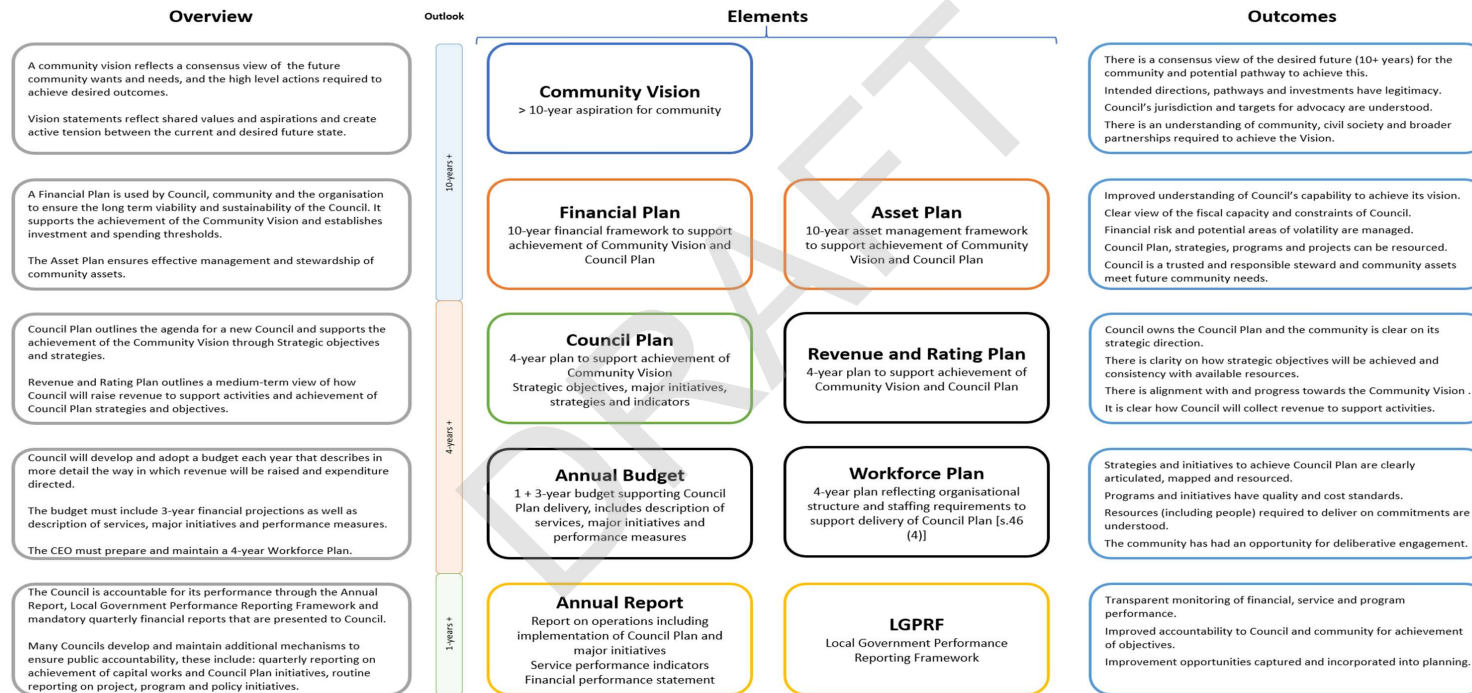 Overview
Outlook
Elements
Outcomes
A community vision reflects a consensus view of the future
community wants and needs, and the high level actions required to
achieve desired outcomes.
Vision statements reflect shared values and aspirations and create
active tension between the current and desired future state.
10-years +
Community Vision
> 10-year aspiration for community
There is a consensus view of the desired future (10+ years) for the
community and potential pathway to achieve this.
Intended directions, pathways and investments have legitimacy.
Council's jurisdiction and targets for advocacy are understood.
There is an understanding of community, civil society and broader
partnerships required to achieve the Vision.
A Financial Plan is used by Council, community and the organisation
to ensure the long term viability and sustainability of the Council. It
supports the achievement of the Community Vision and establishes
investment and spending thresholds.
The Asset Plan ensures effective management and stewardship of
community assets.
Financial Plan
10-year financial framework to support
achievement of Community Vision and
Council Plan
Asset Plan
10-year asset management framework
to support achievement of Community
Vision and Council Plan
Improved understanding of Council's capability to achieve its vision.
Clear view of the fiscal capacity and constraints of Council.
Financial risk and potential areas of volatility are managed.
Council Plan, strategies, programs and projects can be resourced.
Council is a trusted and responsible steward and community assets
meet future community needs.
Council Plan outlines the agenda for a new Council and supports the
achievement of the Community Vision through Strategic objectives
and strategies.
Revenue and Rating Plan outlines a medium-term view of how
Council will raise revenue to support activities and achievement of
Council Plan strategies and objectives.
4-years +
Council Plan
4-year plan to support achievement of
Community Vision
Strategic objectives, major initiatives,
strategies and indicators
Revenue and Rating Plan
4-year plan to support achievement of
Community Vision and Council Plan
Council owns the Council Plan and the community is clear on its
strategic direction.
There is clarity on how strategic objectives will be achieved and
consistency with available resources.
There is alignment with and progress towards the Community Vision .
It is clear how Council will collect revenue to support activities.
Council will develop and adopt a budget each year that describes in
more detail the way in which revenue will be raised and expenditure
directed.
The budget must include 3-year financial projections as well as
description of services, major initiatives and performance measures.
The CEO must prepare and maintain a 4-year Workforce Plan.
Annual Budget
1 + 3-year budget supporting Council
Plan delivery, includes description of
services, major initiatives and
performance measures
Workforce Plan
4-year plan reflecting organisational
structure and staffing requirements to
support delivery of Council Plan [s.46
(4)]
Strategies and initiatives to achieve Council Plan are clearly
articulated, mapped and resourced.
Programs and initiatives have quality and cost standards.
Resources (including people) required to deliver on commitments are
understood.
The community has had an opportunity for deliberative engagement.
The Council is accountable for its performance through the Annual
Report, Local Government Performance Reporting Framework and
mandatory quarterly financial reports that are presented to Council.
Many Councils develop and maintain additional mechanisms to
ensure public accountability, these include: quarterly reporting on
achievement of capital works and Council Plan initiatives, routine
reporting on project, program and policy initiatives.
1-years +
Annual Report
Report on operations including
implementation of Council Plan and
major initiatives
Service performance indicators
Financial performance statement
LGPRF
Local Government Performance
Reporting Framework
Transparent monitoring of financial, service and program
performance.
Improved accountability to Council and community for achievement
of objectives.
Improvement opportunities captured and incorporated into planning.
DRAFT